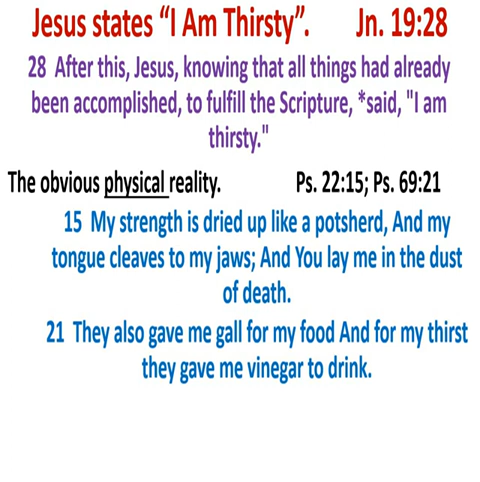 Jesus states “I Am Thirsty”. Jn. 19:28
28 After this, Jesus, knowing that all things had already
been accomplished, to fulfill the Scripture, *said, "I am
thirsty."
The obvious physical reality. Ps. 22:15; Ps. 69:21
15 My strength is dried up like a potsherd, And my
tongue cleaves to my jaws; And You lay me in the dust
of death.
21 They also gave me gall for my food And for my thirst
they gave me vinegar to drink.